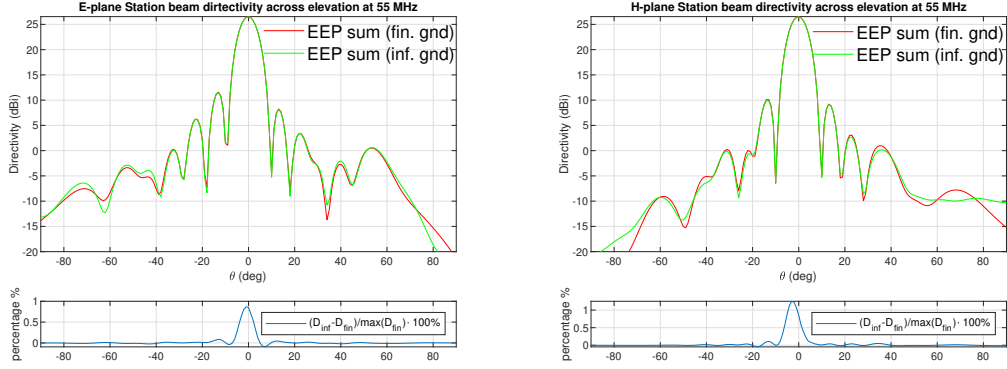 E-plane Station beam dirtectivity across elevation at 55 MHz
25
20
15
10
5
0
-5
-10
-15
-20
Directivity (dBi)
EEP sum (fin. gnd)
EEP sum (inf. gnd)
-80 -60 -40 -20 0 20 40 60 80
θ (deg)
1
0.5
0
percentage %
(D_inf-D_fin)/max(D_fin) · 100%
-80 -60 -40 -20 0 20 40 60 80
H-plane Station beam directivity across elevation at 55 MHz
25
20
15
10
5
0
-5
-10
-15
-20
Directivity (dBi)
EEP sum (fin. gnd)
EEP sum (inf. gnd)
-80 -60 -40 -20 0 20 40 60 80
θ (deg)
1
0.5
0
percentage %
(D_inf-D_fin)/max(D_fin) · 100%
-80 -60 -40 -20 0 20 40 60 80